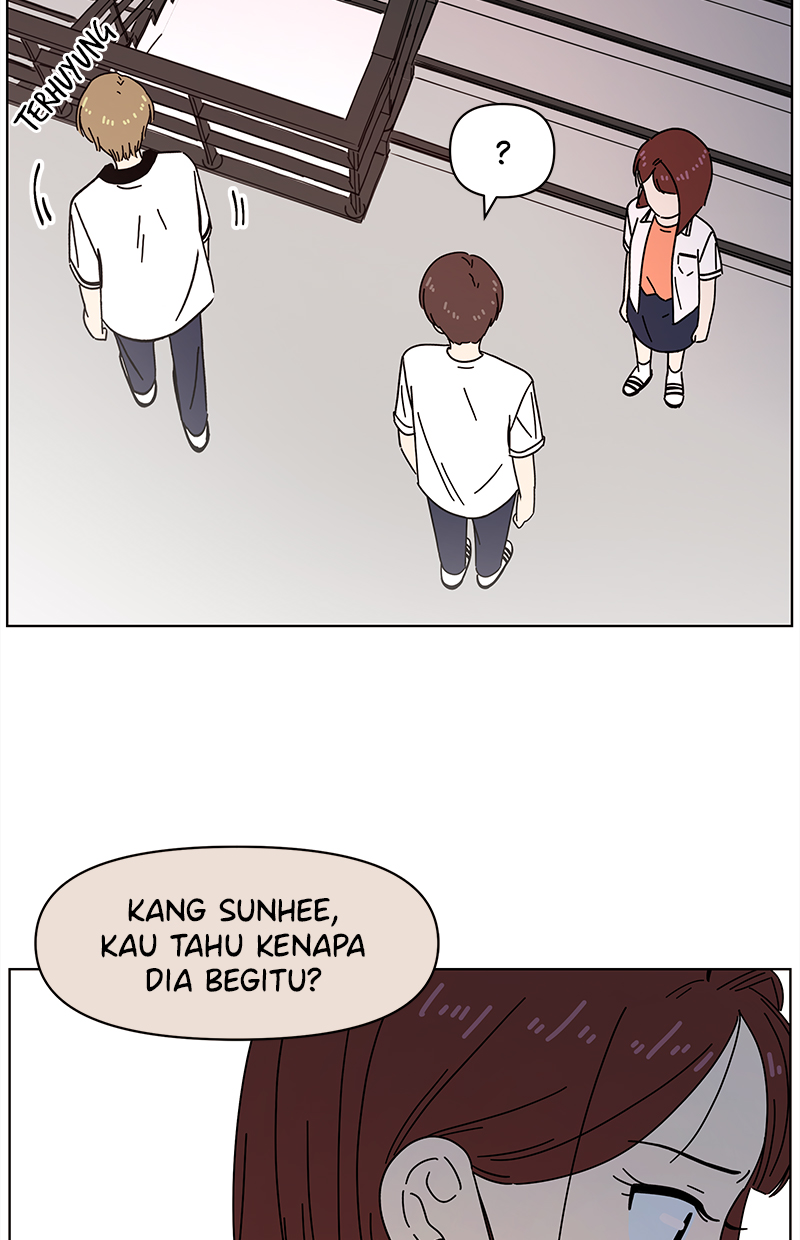 TERHUYUNG
?
KANG SUNHEE,
KAU TAHU KENAPA
DIA BEGITU?